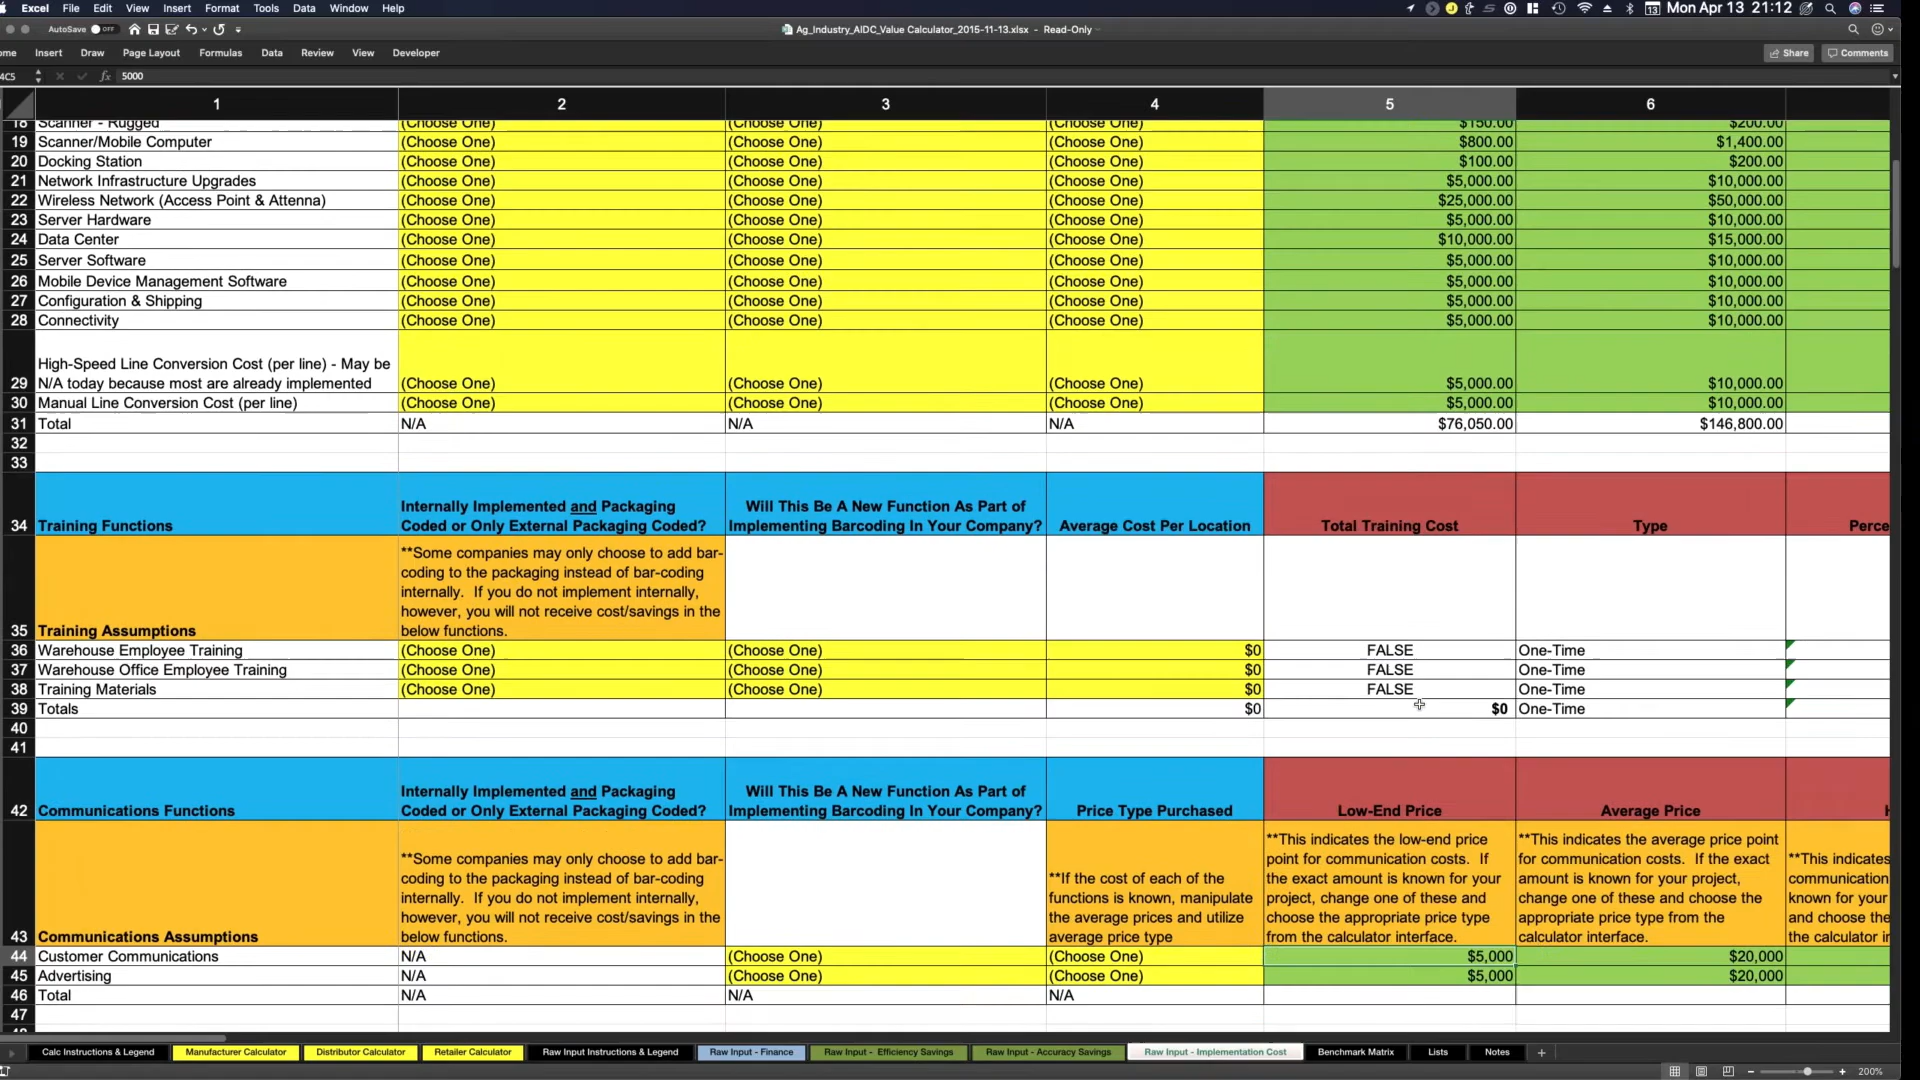 Excel File Edit View Insert Format Tools Data Window Help
Mon Apr 13 21:12
AutoSave OFF
Ag_Industry_AIDC_Value Calculator_2015-11-13.xlsx - Read-Only
ome Insert Draw Page Layout Formulas Data Review View Developer
Share Comments
4C5 fx 5000
1 2 3 4 5 6
18 Scanner - Rugged (Choose One) (Choose One) (Choose One) $150.00 $200.00
19 Scanner/Mobile Computer (Choose One) (Choose One) (Choose One) $800.00 $1,400.00
20 Docking Station (Choose One) (Choose One) (Choose One) $100.00 $200.00
21 Network Infrastructure Upgrades (Choose One) (Choose One) (Choose One) $5,000.00 $10,000.00
22 Wireless Network (Access Point & Attenna) (Choose One) (Choose One) (Choose One) $25,000.00 $50,000.00
23 Server Hardware (Choose One) (Choose One) (Choose One) $5,000.00 $10,000.00
24 Data Center (Choose One) (Choose One) (Choose One) $10,000.00 $15,000.00
25 Server Software (Choose One) (Choose One) (Choose One) $5,000.00 $10,000.00
26 Mobile Device Management Software (Choose One) (Choose One) (Choose One) $5,000.00 $10,000.00
27 Configuration & Shipping (Choose One) (Choose One) (Choose One) $5,000.00 $10,000.00
28 Connectivity (Choose One) (Choose One) (Choose One) $5,000.00 $10,000.00
High-Speed Line Conversion Cost (per line) - May be
29 N/A today because most are already implemented (Choose One) (Choose One) (Choose One) $5,000.00 $10,000.00
30 Manual Line Conversion Cost (per line) (Choose One) (Choose One) (Choose One) $5,000.00 $10,000.00
31 Total N/A N/A N/A $76,050.00 $146,800.00
32
33
Internally Implemented and Packaging Will This Be A New Function As Part of
34 Training Functions Coded or Only External Packaging Coded? Implementing Barcoding In Your Company? Average Cost Per Location Total Training Cost Type Perce
**Some companies may only choose to add bar-
coding to the packaging instead of bar-coding
internally. If you do not implement internally,
however, you will not receive cost/savings in the
35 Training Assumptions below functions.
36 Warehouse Employee Training (Choose One) (Choose One) $0 FALSE One-Time
37 Warehouse Office Employee Training (Choose One) (Choose One) $0 FALSE One-Time
38 Training Materials (Choose One) (Choose One) $0 FALSE One-Time
39 Totals $0 $0 One-Time
40
41
Internally Implemented and Packaging Will This Be A New Function As Part of
42 Communications Functions Coded or Only External Packaging Coded? Implementing Barcoding In Your Company? Price Type Purchased Low-End Price Average Price
**This indicates the low-end price **This indicates the average price point
**Some companies may only choose to add bar- point for communication costs. If for communication costs. If the exact **This indicates
coding to the packaging instead of bar-coding **If the cost of each of the the exact amount is known for your amount is known for your project, communication
internally. If you do not implement internally, functions is known, manipulate project, change one of these and change one of these and choose the known for your
however, you will not receive cost/savings in the the average prices and utilize choose the appropriate price type appropriate price type from the and choose the
43 Communications Assumptions below functions. average price type from the calculator interface. calculator interface. the calculator in
44 Customer Communications N/A (Choose One) (Choose One) $5,000 $20,000
45 Advertising N/A (Choose One) (Choose One) $5,000 $20,000
46 Total N/A N/A N/A
47
Calc Instructions & Legend Manufacturer Calculator Distributor Calculator Retailer Calculator Raw Input Instructions & Legend Raw Input - Finance Raw Input - Efficiency Savings Raw Input - Accuracy Savings Raw Input - Implementation Cost Benchmark Matrix Lists Notes
200%